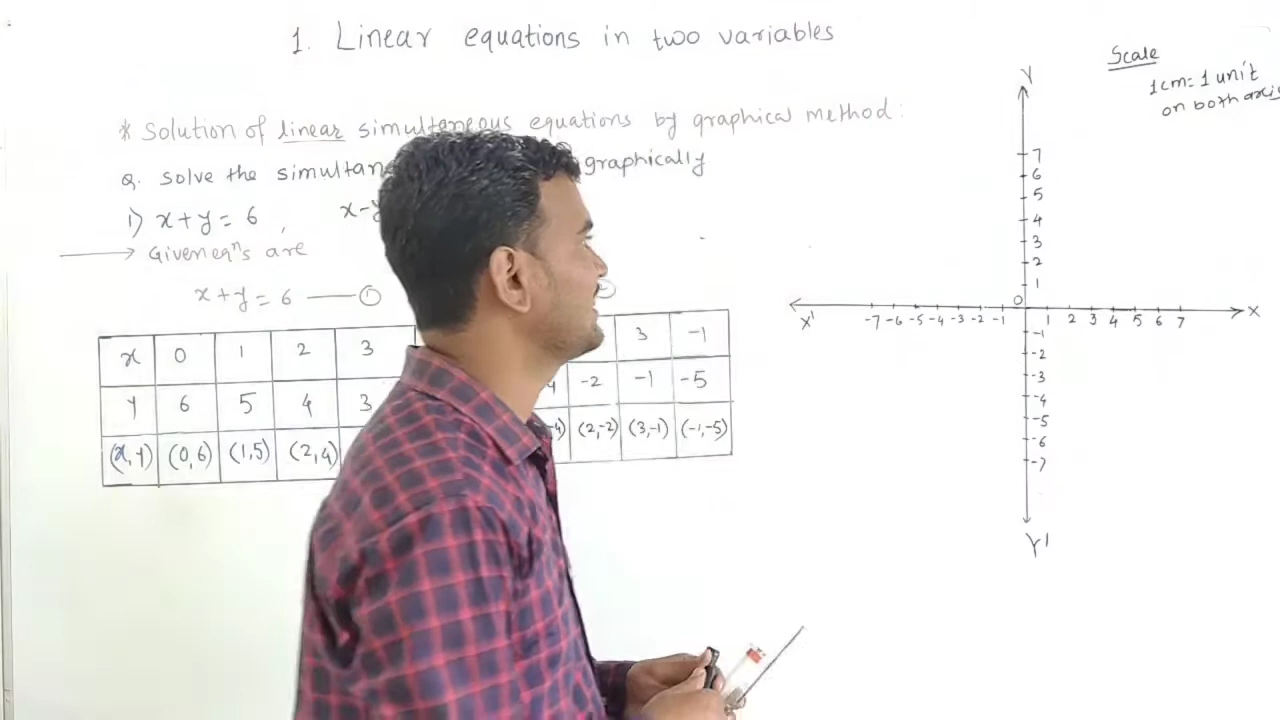 1. Linear equations in two variables
* Solution of linear simultaneous equations by graphical method:
Q. solve the graphically
1) x+y=6 , x-
Given eqⁿs are
x+y=6 ——①
x 0 1 2 3
y 6 5 4 3
(x,y) (0,6) (1,5) (2,4)
3 -1
-2 -1 -5
(2,-2) (3,-1) (-1,-5)
Scale
1cm=1 unit
on both axis
Y
7
6
5
4
3
2
1
0
X' -7 -6 -5 -4 -3 -2 -1 1 2 3 4 5 6 7 X
-1
-2
-3
-4
-5
-6
-7
Y'